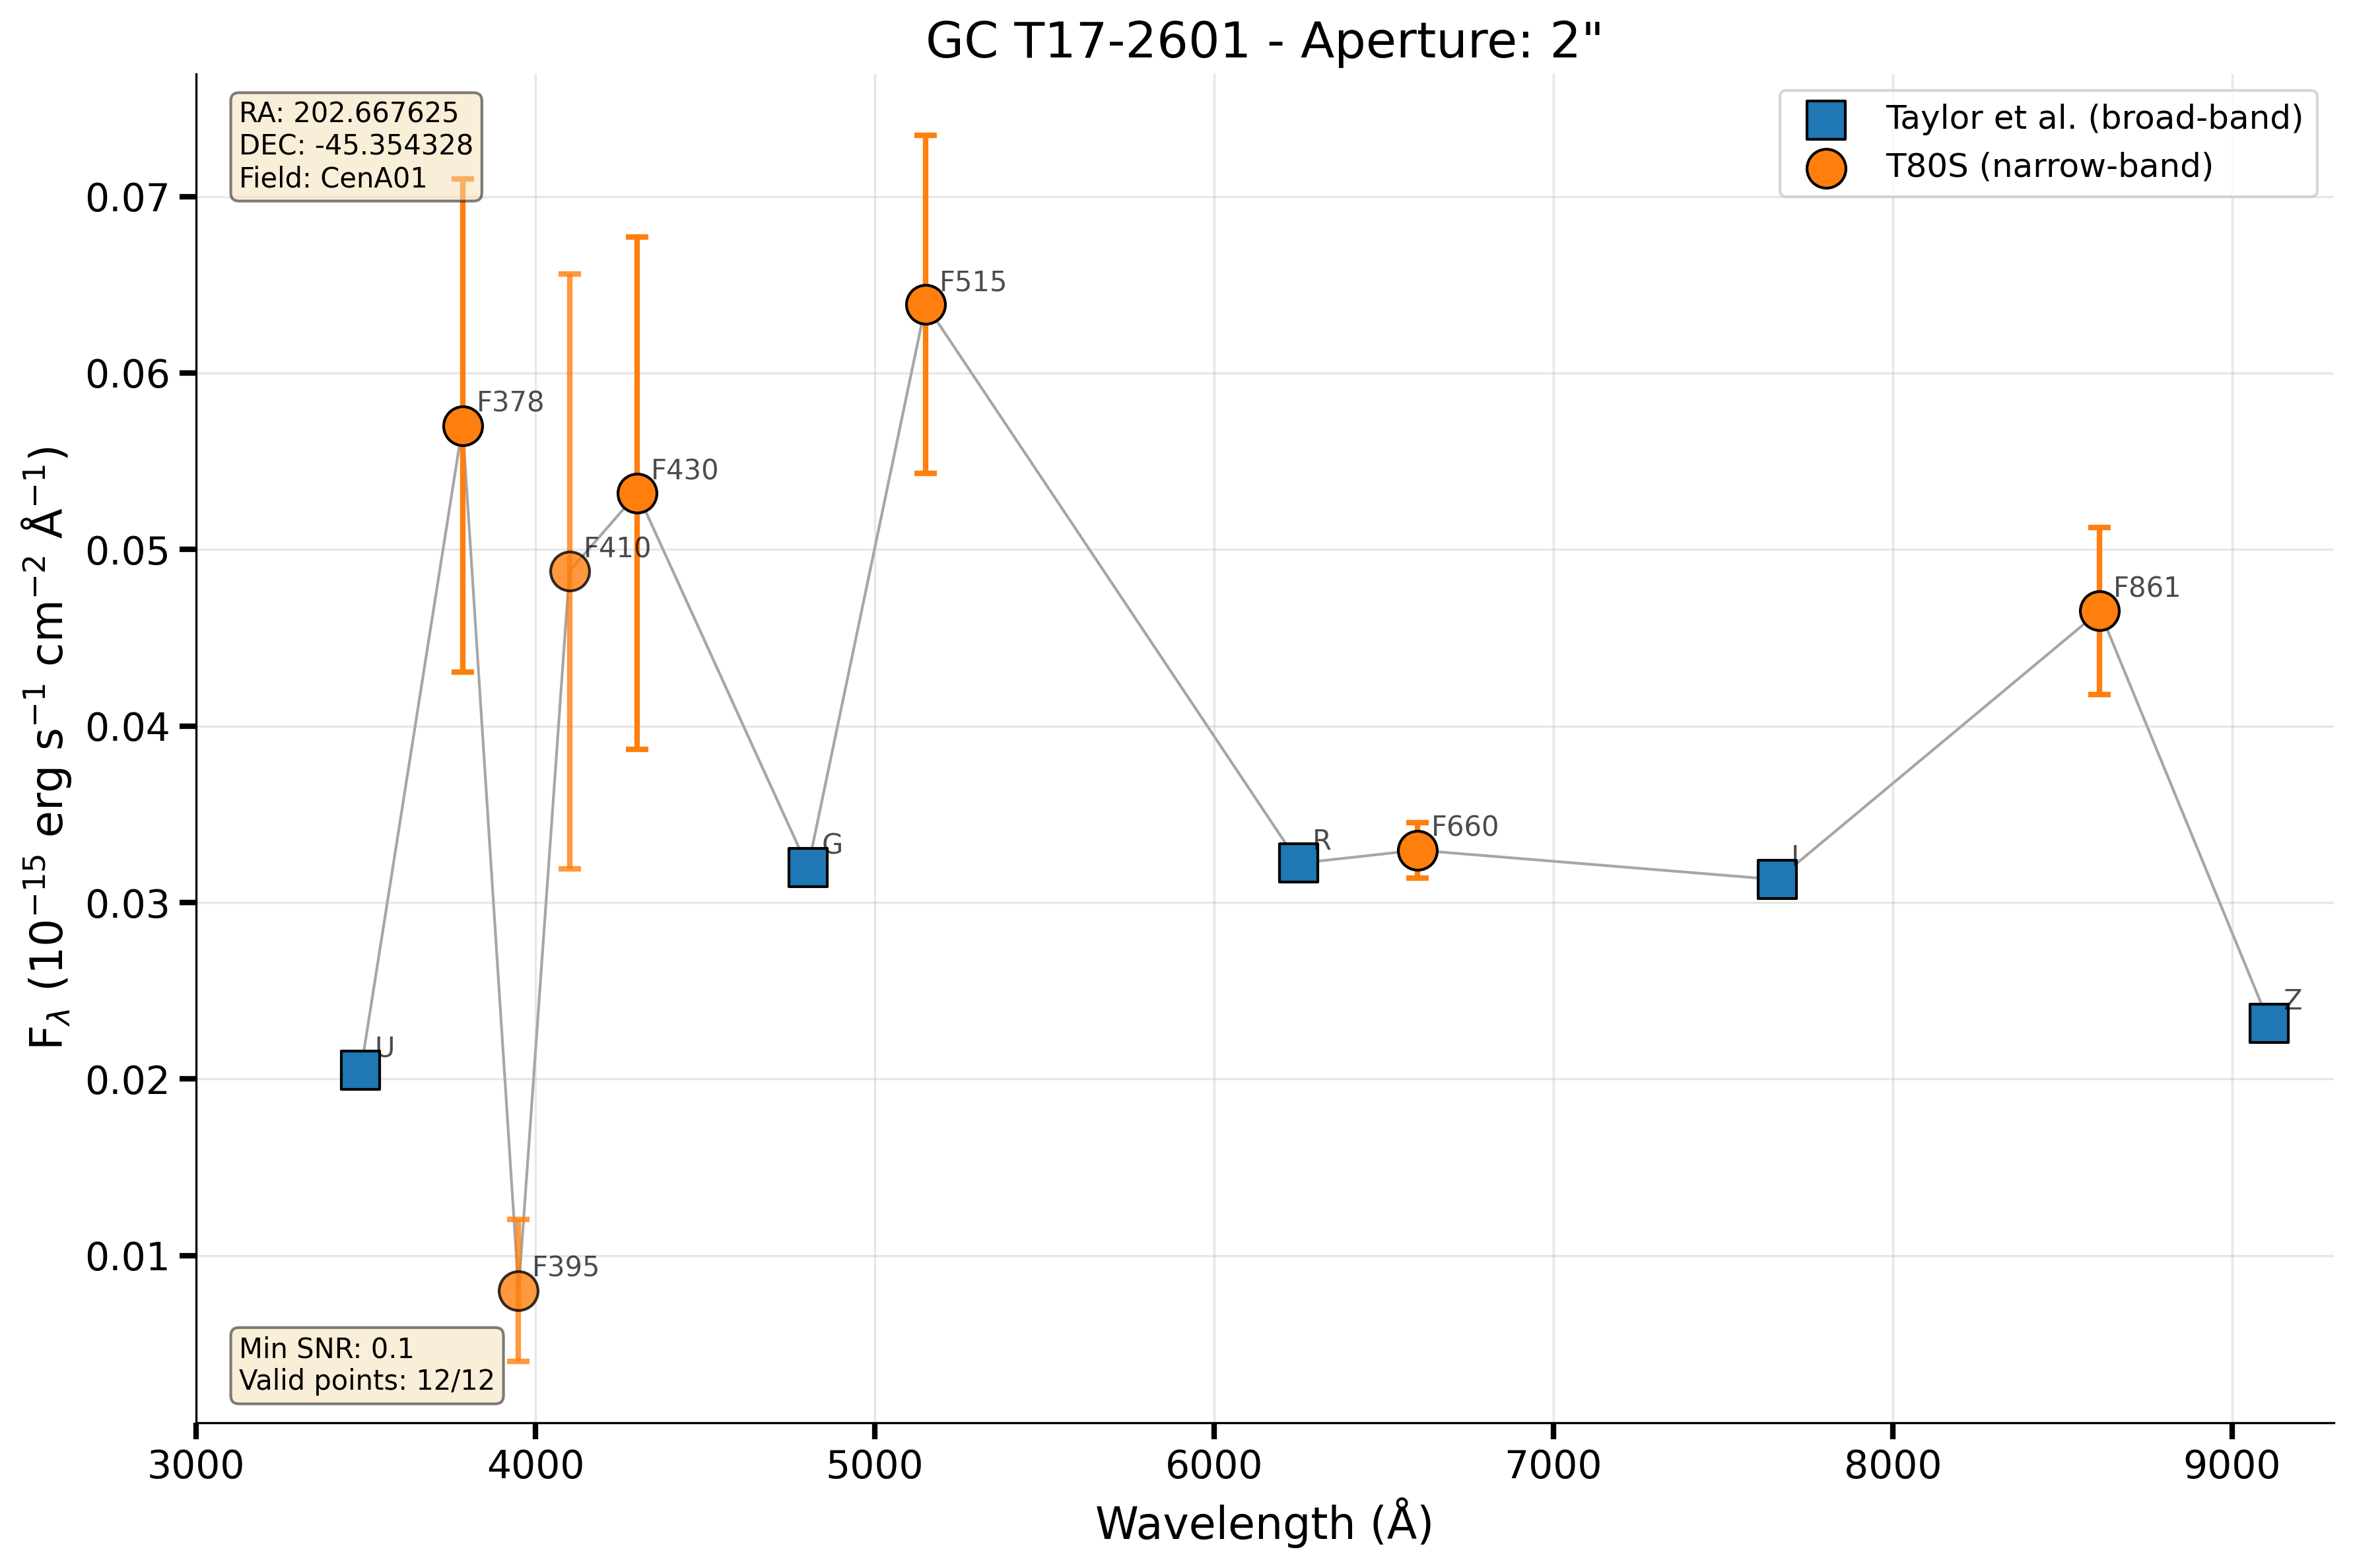 GC T17-2601 - Aperture: 2"
RA: 202.667625
DEC: -45.354328
Field: CenA01
Taylor et al. (broad-band)
T80S (narrow-band)
0.07
0.06
0.05
0.04
0.03
0.02
0.01
F_λ (10⁻¹⁵ erg s⁻¹ cm⁻² Å⁻¹)
U
F378
F395
F410
F430
G
F515
R
F660
I
F861
Z
Min SNR: 0.1
Valid points: 12/12
3000 4000 5000 6000 7000 8000 9000
Wavelength (Å)